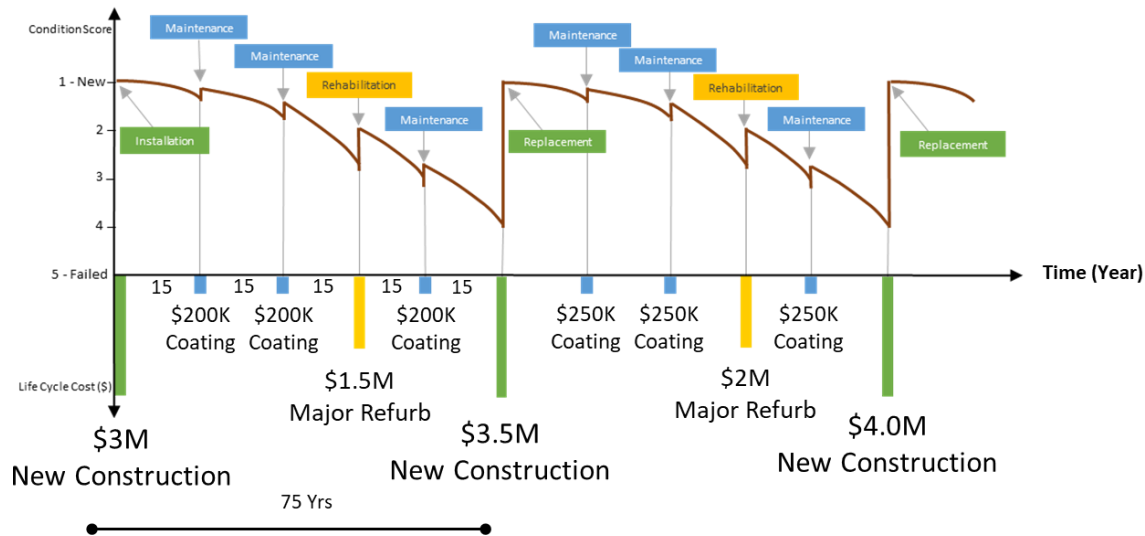 Condition Score
Maintenance
Maintenance
1 - New
Rehabilitation
Maintenance
Installation
2
3
4
5 - Failed
Maintenance
Maintenance
Rehabilitation
Maintenance
Replacement
Replacement
Time (Year)
15
15
15
15
15
$200K
Coating
$200K
Coating
$200K
Coating
$250K
Coating
$250K
Coating
$250K
Coating
Life Cycle Cost ($)
$1.5M
Major Refurb
$2M
Major Refurb
$3M
New Construction
$3.5M
New Construction
$4.0M
New Construction
75 Yrs